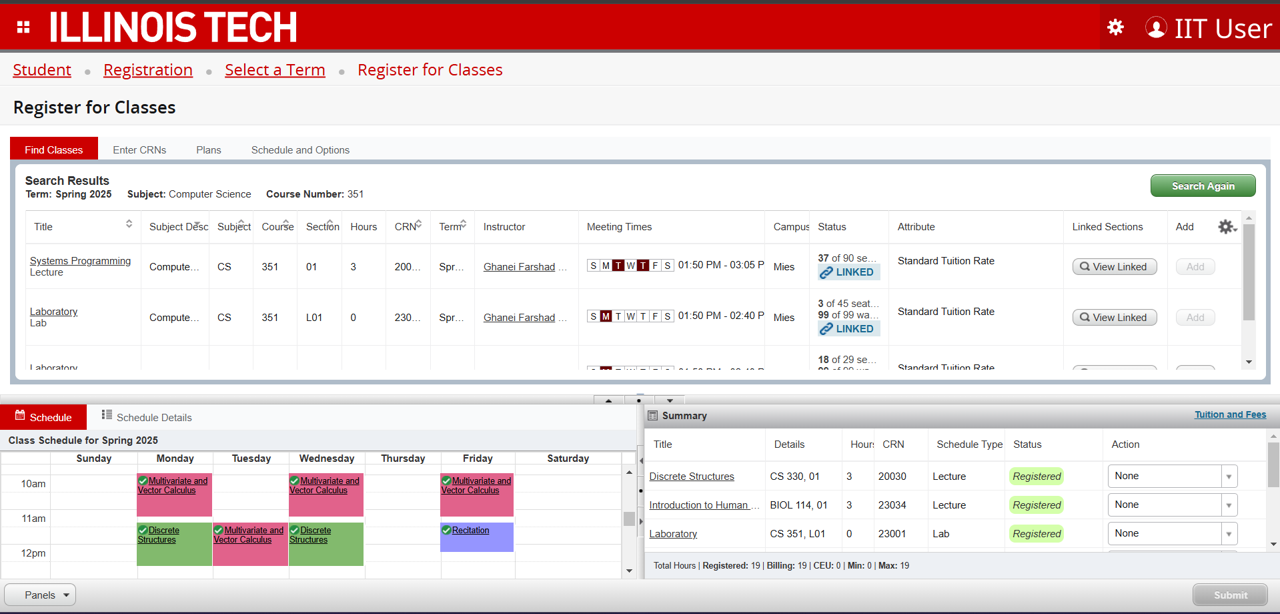 ILLINOIS TECH
IIT User
Student • Registration • Select a Term • Register for Classes
Register for Classes
Find Classes Enter CRNs Plans Schedule and Options
Search Results
Term: Spring 2025 Subject: Computer Science Course Number: 351
Search Again
Title Subject Desc Subject Course Section Hours CRN Term Instructor Meeting Times Campus Status Attribute Linked Sections Add
Systems Programming
Lecture
Compute... CS 351 01 3 200... Spr... Ghanei Farshad ... S M T W T F S 01:50 PM - 03:05 P Mies
37 of 90 se...
LINKED
Standard Tuition Rate
View Linked Add
Laboratory
Lab
Compute... CS 351 L01 0 230... Spr... Ghanei Farshad ... S M T W T F S 01:50 PM - 02:40 P Mies
3 of 45 seat...
99 of 99 wa...
LINKED
Standard Tuition Rate
View Linked Add
Laboratory
18 of 29 se...
Standard Tuition Rate
Schedule Schedule Details
Class Schedule for Spring 2025
Sunday Monday Tuesday Wednesday Thursday Friday Saturday
10am
Multivariate and
Vector Calculus
Multivariate and
Vector Calculus
Multivariate and
Vector Calculus
11am
Discrete
Structures
Multivariate and
Vector Calculus
Discrete
Structures
Recitation
12pm
Summary Tuition and Fees
Title Details Hours CRN Schedule Type Status Action
Discrete Structures CS 330, 01 3 20030 Lecture Registered None
Introduction to Human ... BIOL 114, 01 3 23034 Lecture Registered None
Laboratory CS 351, L01 0 23001 Lab Registered None
Total Hours | Registered: 19 | Billing: 19 | CEU: 0 | Min: 0 | Max: 19
Panels Submit